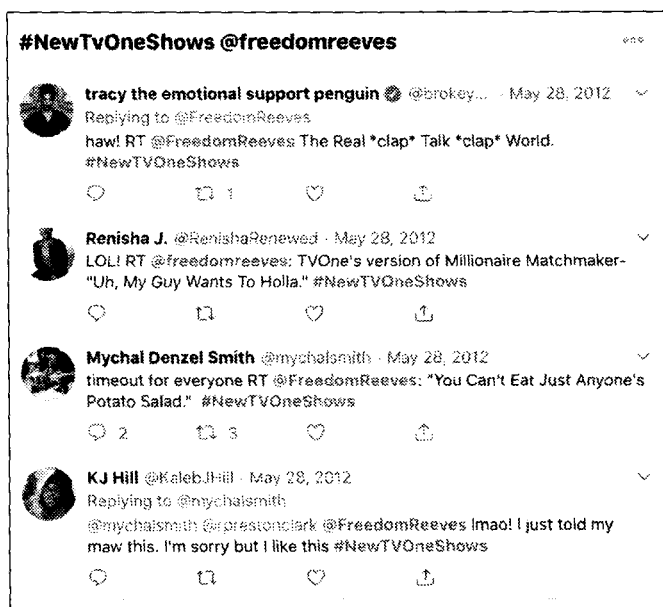 #NewTvOneShows @freedomreeves
tracy the emotional support penguin @brokey... · May 28, 2012
Replying to @FreedomReeves
haw! RT @FreedomReeves The Real *clap* Talk *clap* World.
#NewTVOneShows
1
Renisha J. @RenishaRenewed · May 28, 2012
LOL! RT @freedomreeves: TVOne's version of Millionaire Matchmaker-
"Uh, My Guy Wants To Holla." #NewTVOneShows
Mychal Denzel Smith @mychalsmith · May 28, 2012
timeout for everyone RT @FreedomReeves: "You Can't Eat Just Anyone's
Potato Salad." #NewTVOneShows
2 3
KJ Hill @KalebJHill · May 28, 2012
Replying to @mychalsmith
@mychalsmith @rprestonclark @FreedomReeves lmao! I just told my
maw this. I'm sorry but I like this #NewTVOneShows